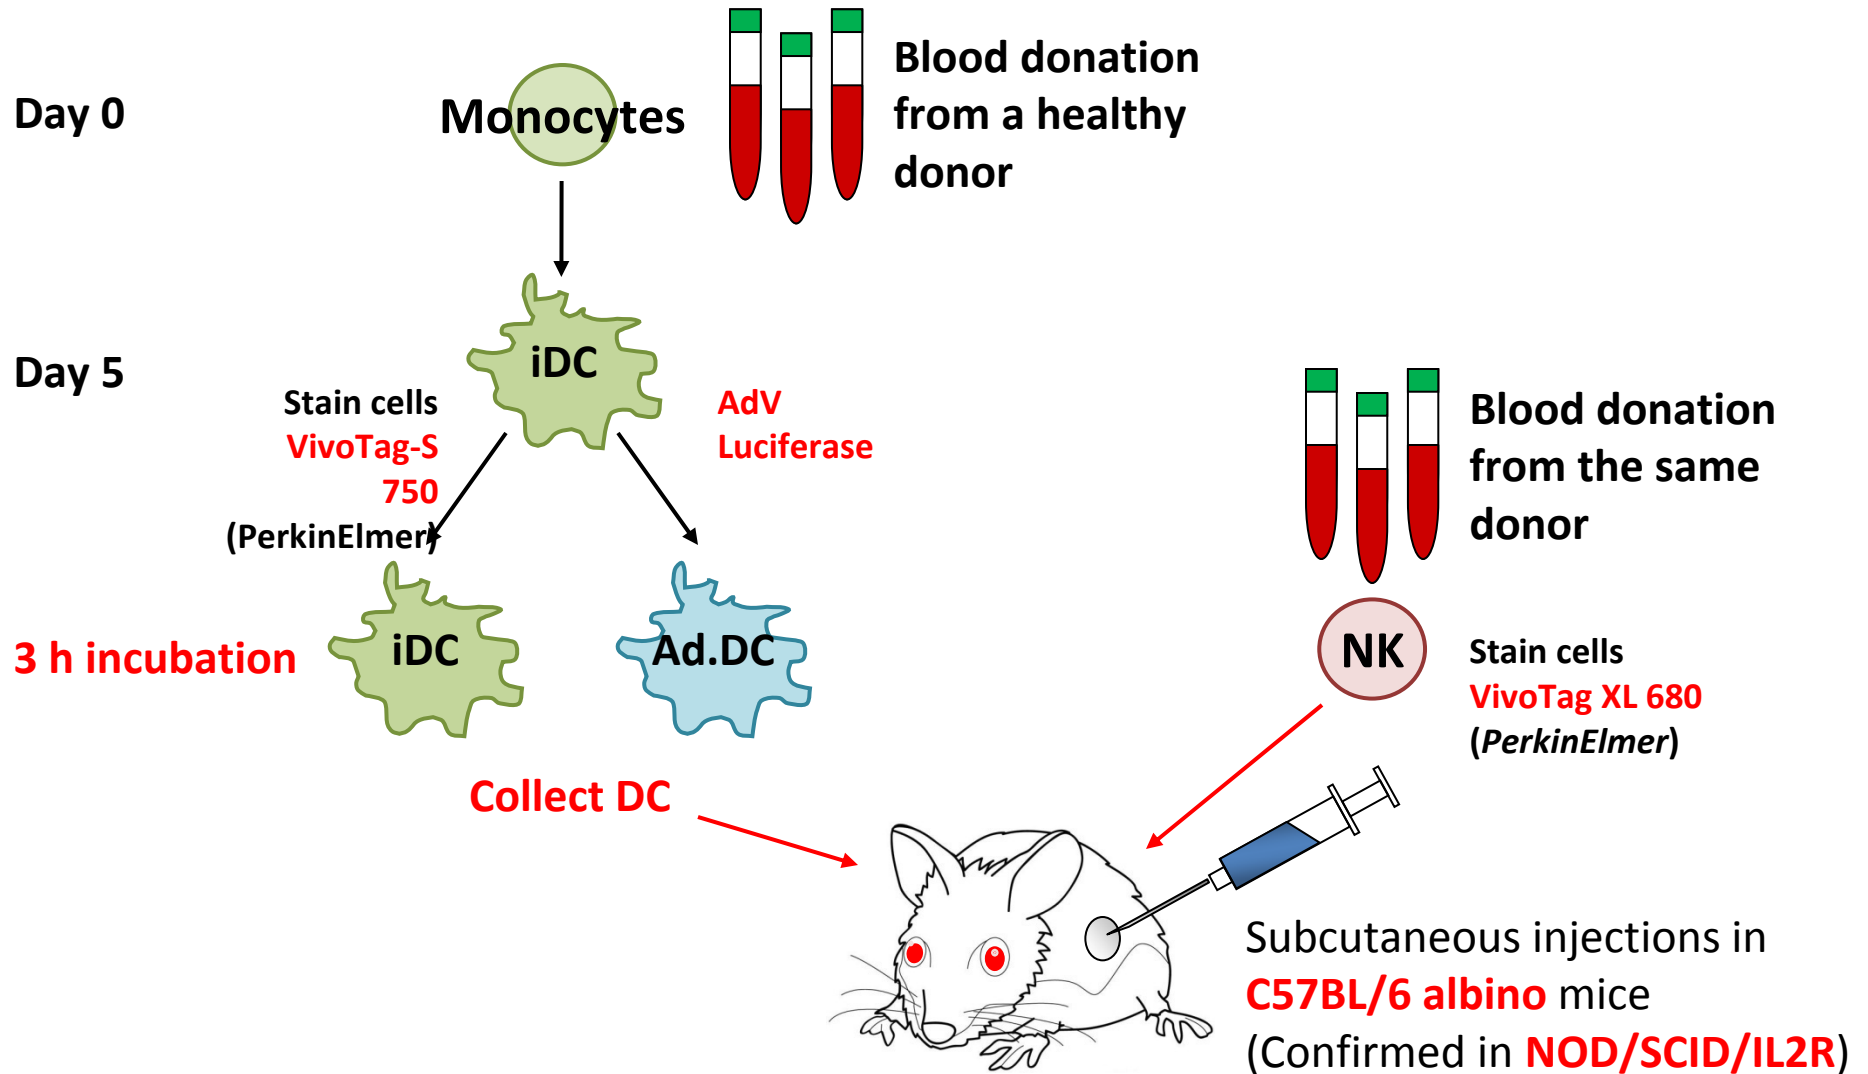 Day 0
Monocytes
Blood donation
from a healthy
donor
Day 5
iDC
Stain cells
VivoTag-S
750
(PerkinElmer)
AdV
Luciferase
Blood donation
from the same
donor
3 h incubation
iDC
Ad.DC
NK
Stain cells
VivoTag XL 680
(PerkinElmer)
Collect DC
Subcutaneous injections in
C57BL/6 albino mice
(Confirmed in NOD/SCID/IL2R)